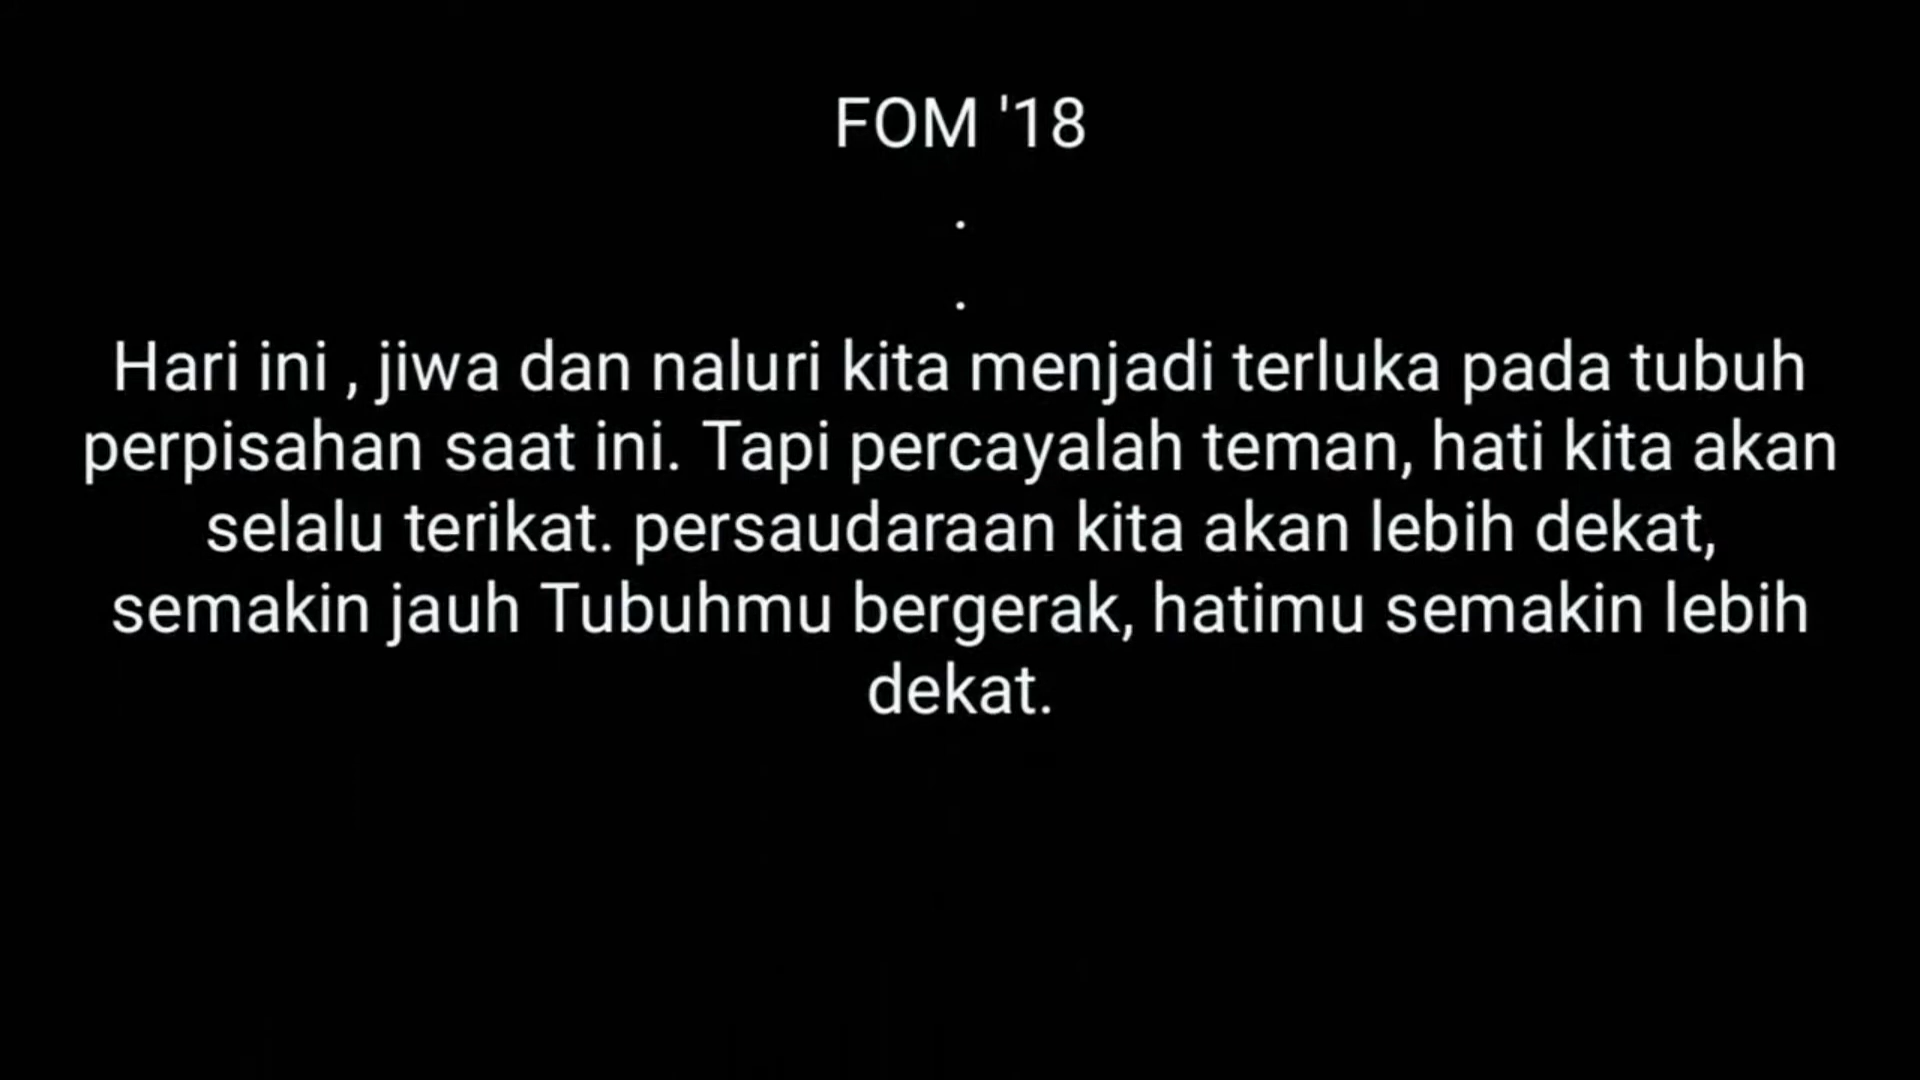 FOM '18
.
.
Hari ini , jiwa dan naluri kita menjadi terluka pada tubuh
perpisahan saat ini. Tapi percayalah teman, hati kita akan
selalu terikat. persaudaraan kita akan lebih dekat,
semakin jauh Tubuhmu bergerak, hatimu semakin lebih
dekat.